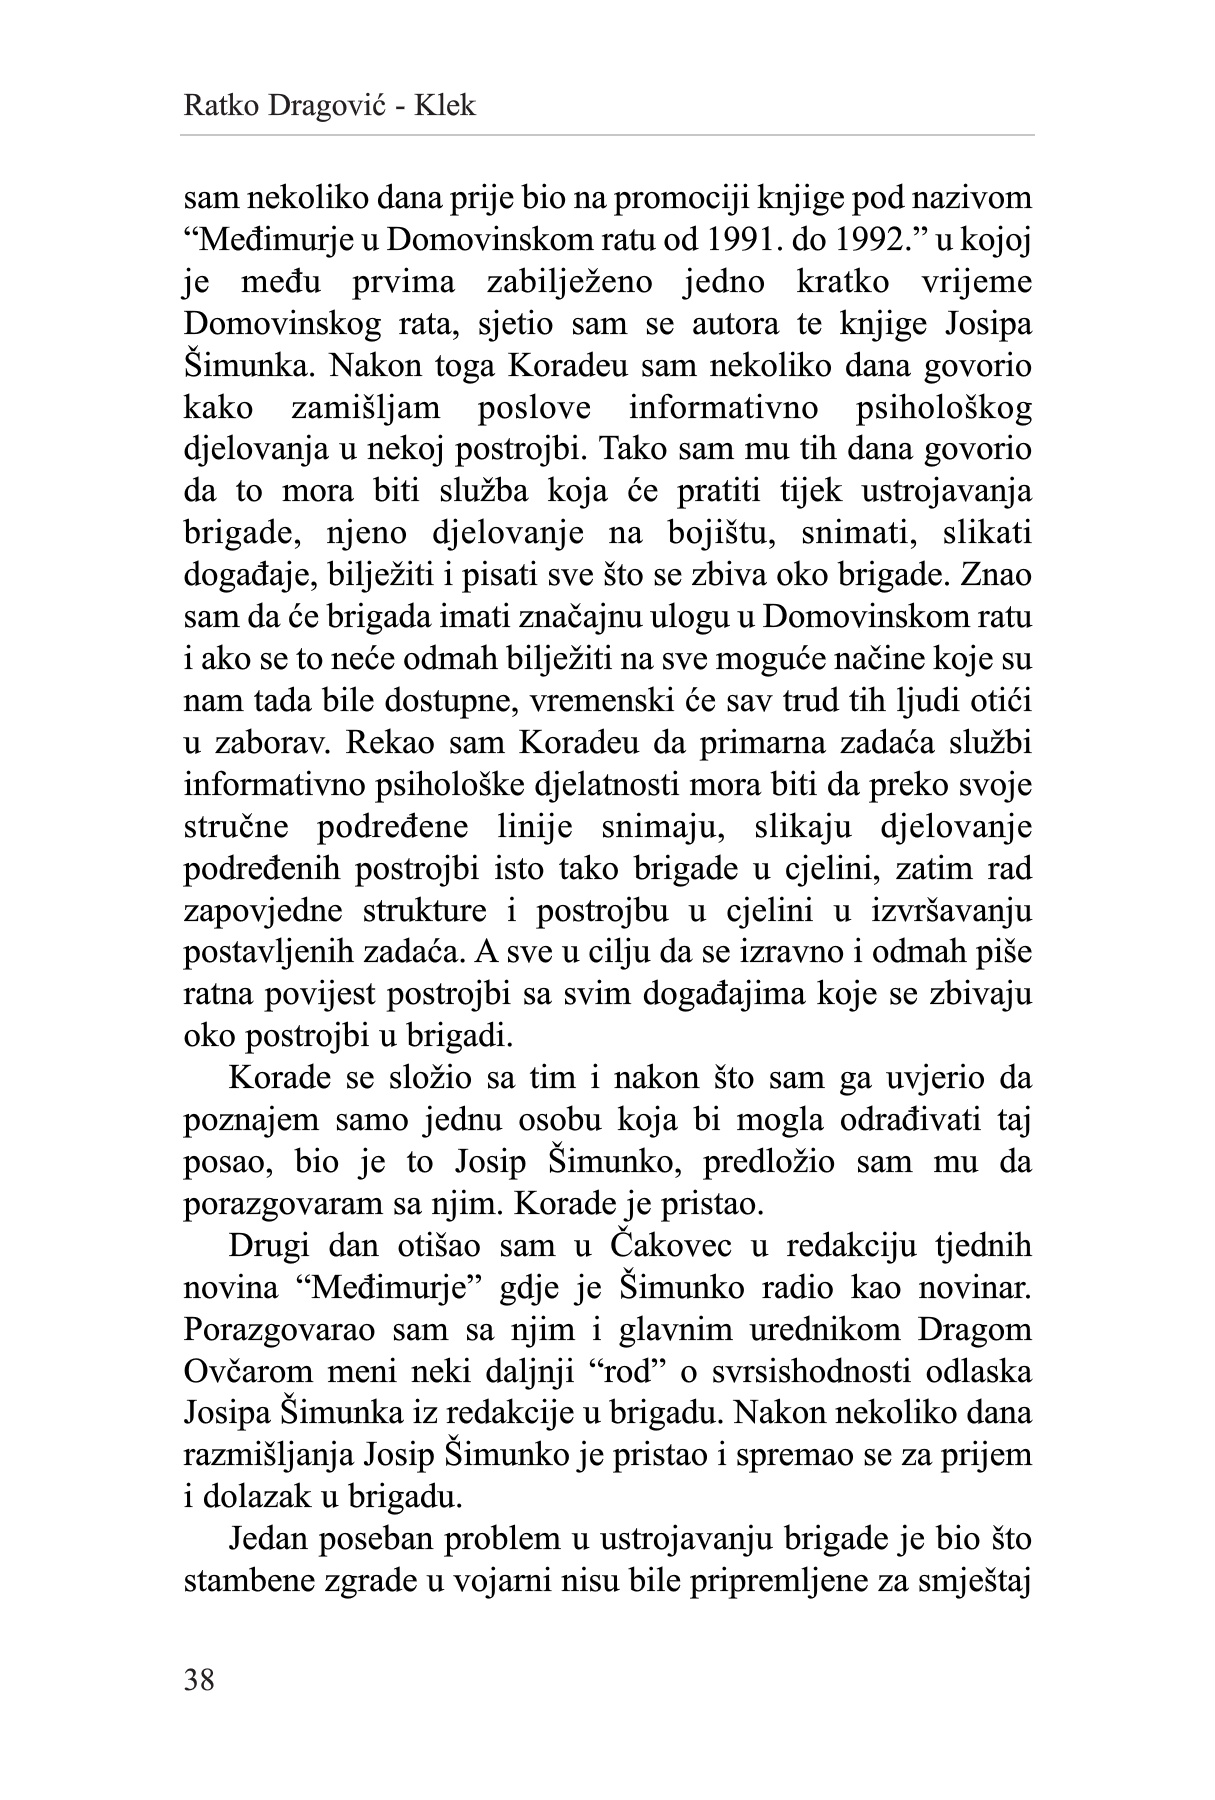 Ratko Dragović - Klek
sam nekoliko dana prije bio na promociji knjige pod nazivom
“Međimurje u Domovinskom ratu od 1991. do 1992.” u kojoj
je među prvima zabilježeno jedno kratko vrijeme
Domovinskog rata, sjetio sam se autora te knjige Josipa
Šimunka. Nakon toga Koradeu sam nekoliko dana govorio
kako zamišljam poslove informativno psihološkog
djelovanja u nekoj postrojbi. Tako sam mu tih dana govorio
da to mora biti služba koja će pratiti tijek ustrojavanja
brigade, njeno djelovanje na bojištu, snimati, slikati
događaje, bilježiti i pisati sve što se zbiva oko brigade. Znao
sam da će brigada imati značajnu ulogu u Domovinskom ratu
i ako se to neće odmah bilježiti na sve moguće načine koje su
nam tada bile dostupne, vremenski će sav trud tih ljudi otići
u zaborav. Rekao sam Koradeu da primarna zadaća službi
informativno psihološke djelatnosti mora biti da preko svoje
stručne podređene linije snimaju, slikaju djelovanje
podređenih postrojbi isto tako brigade u cjelini, zatim rad
zapovjedne strukture i postrojbu u cjelini u izvršavanju
postavljenih zadaća. A sve u cilju da se izravno i odmah piše
ratna povijest postrojbi sa svim događajima koje se zbivaju
oko postrojbi u brigadi.
Korade se složio sa tim i nakon što sam ga uvjerio da
poznajem samo jednu osobu koja bi mogla odrađivati taj
posao, bio je to Josip Šimunko, predložio sam mu da
porazgovaram sa njim. Korade je pristao.
Drugi dan otišao sam u Čakovec u redakciju tjednih
novina “Međimurje” gdje je Šimunko radio kao novinar.
Porazgovarao sam sa njim i glavnim urednikom Dragom
Ovčarom meni neki daljnji “rod” o svrsishodnosti odlaska
Josipa Šimunka iz redakcije u brigadu. Nakon nekoliko dana
razmišljanja Josip Šimunko je pristao i spremao se za prijem
i dolazak u brigadu.
Jedan poseban problem u ustrojavanju brigade je bio što
stambene zgrade u vojarni nisu bile pripremljene za smještaj
38